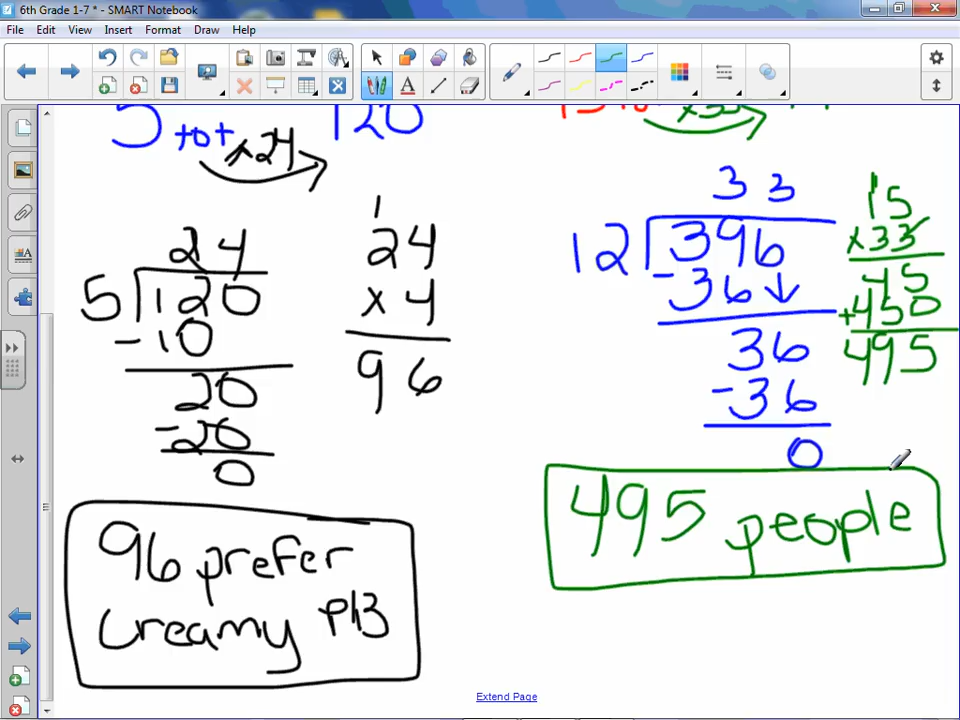 6th Grade 1-7 * - SMART Notebook
File Edit View Insert Format Draw Help
5 tot 120
x24
24
5 120
-10
20
-20
0
1
24
x 4
96
96 prefer
Creamy PB
x33
33
12 396
-36
36
-36
0
1
15
x33
45
+450
495
495 people
Extend Page